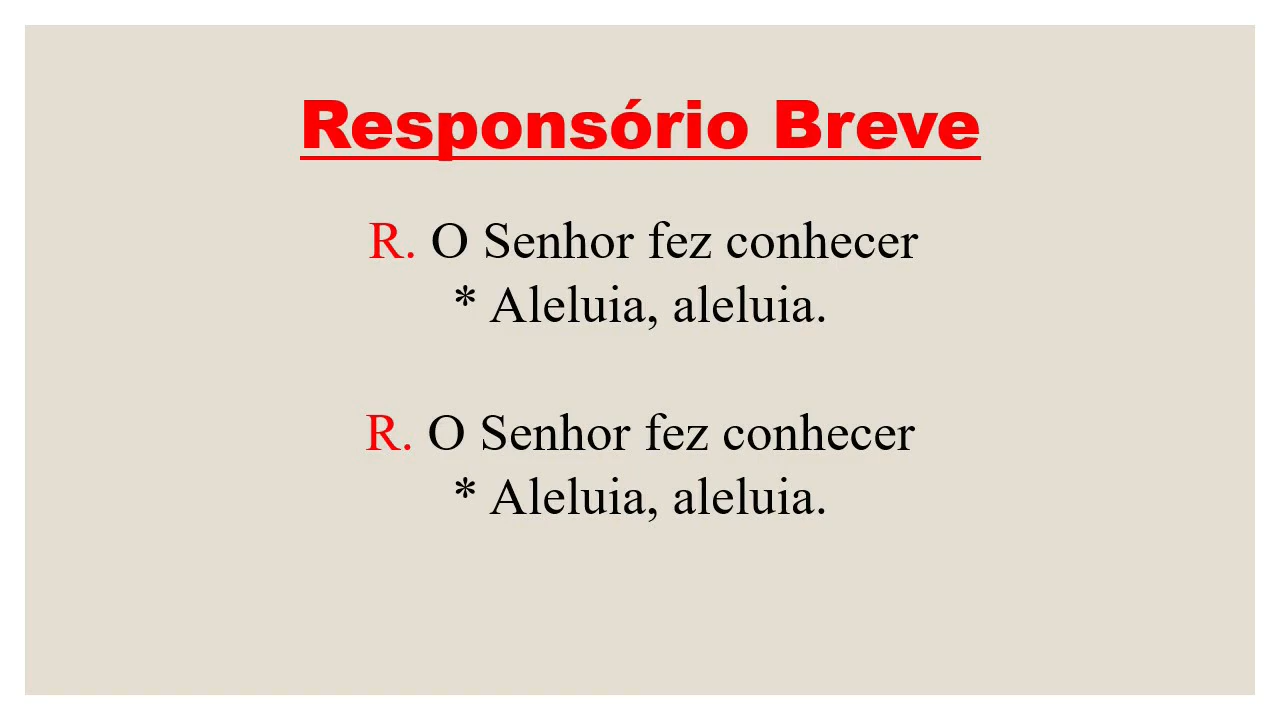 Responsório Breve
R. O Senhor fez conhecer
* Aleluia, aleluia.
R. O Senhor fez conhecer
* Aleluia, aleluia.